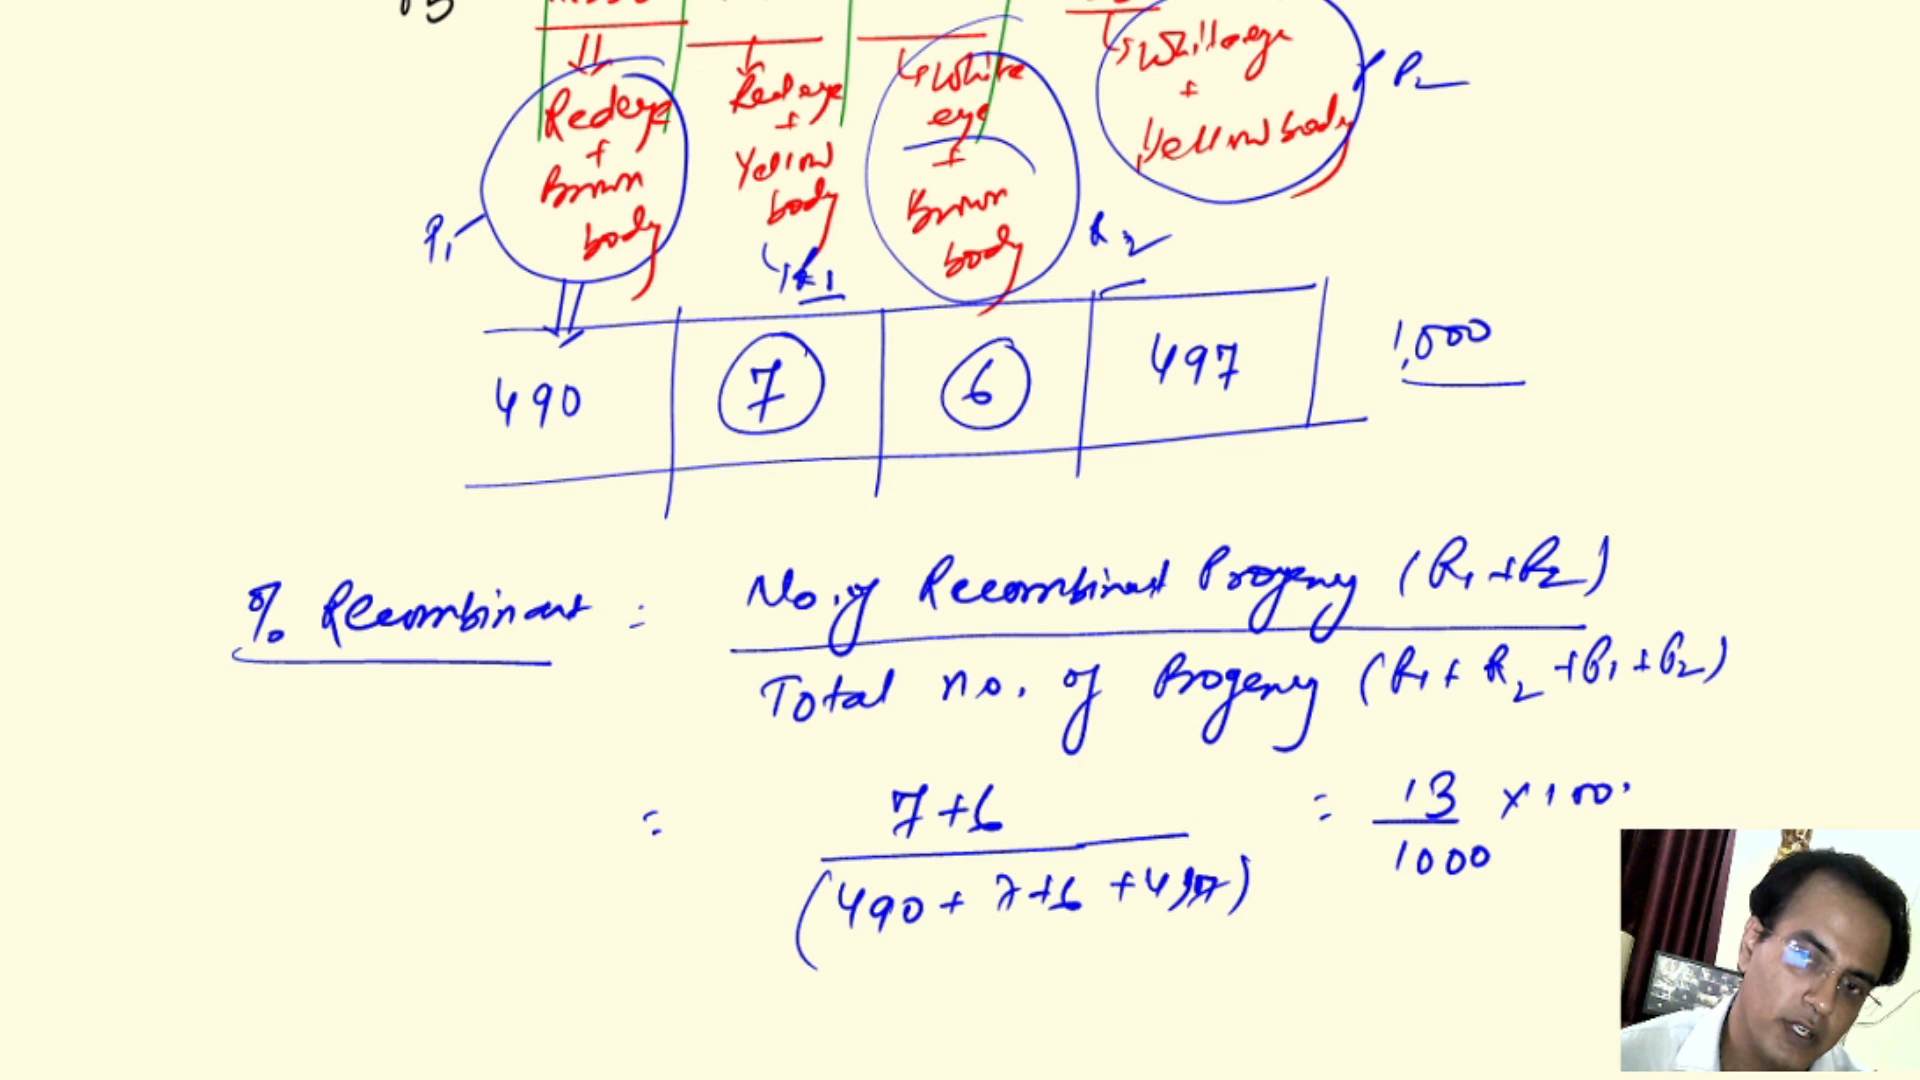 Red eye + Brown body
Red eye + Yellow body
White eye + Brown body
White eye + Yellow body
P1
R1
R2
P2
490 7 6 497 1,000
% Recombinant = No. of Recombinant Progeny (R1+R2)
Total no. of Progeny (R1 + R2 + P1 + P2)
= 7+6 = 13 × 100
(490 + 7+6 + 497) 1000